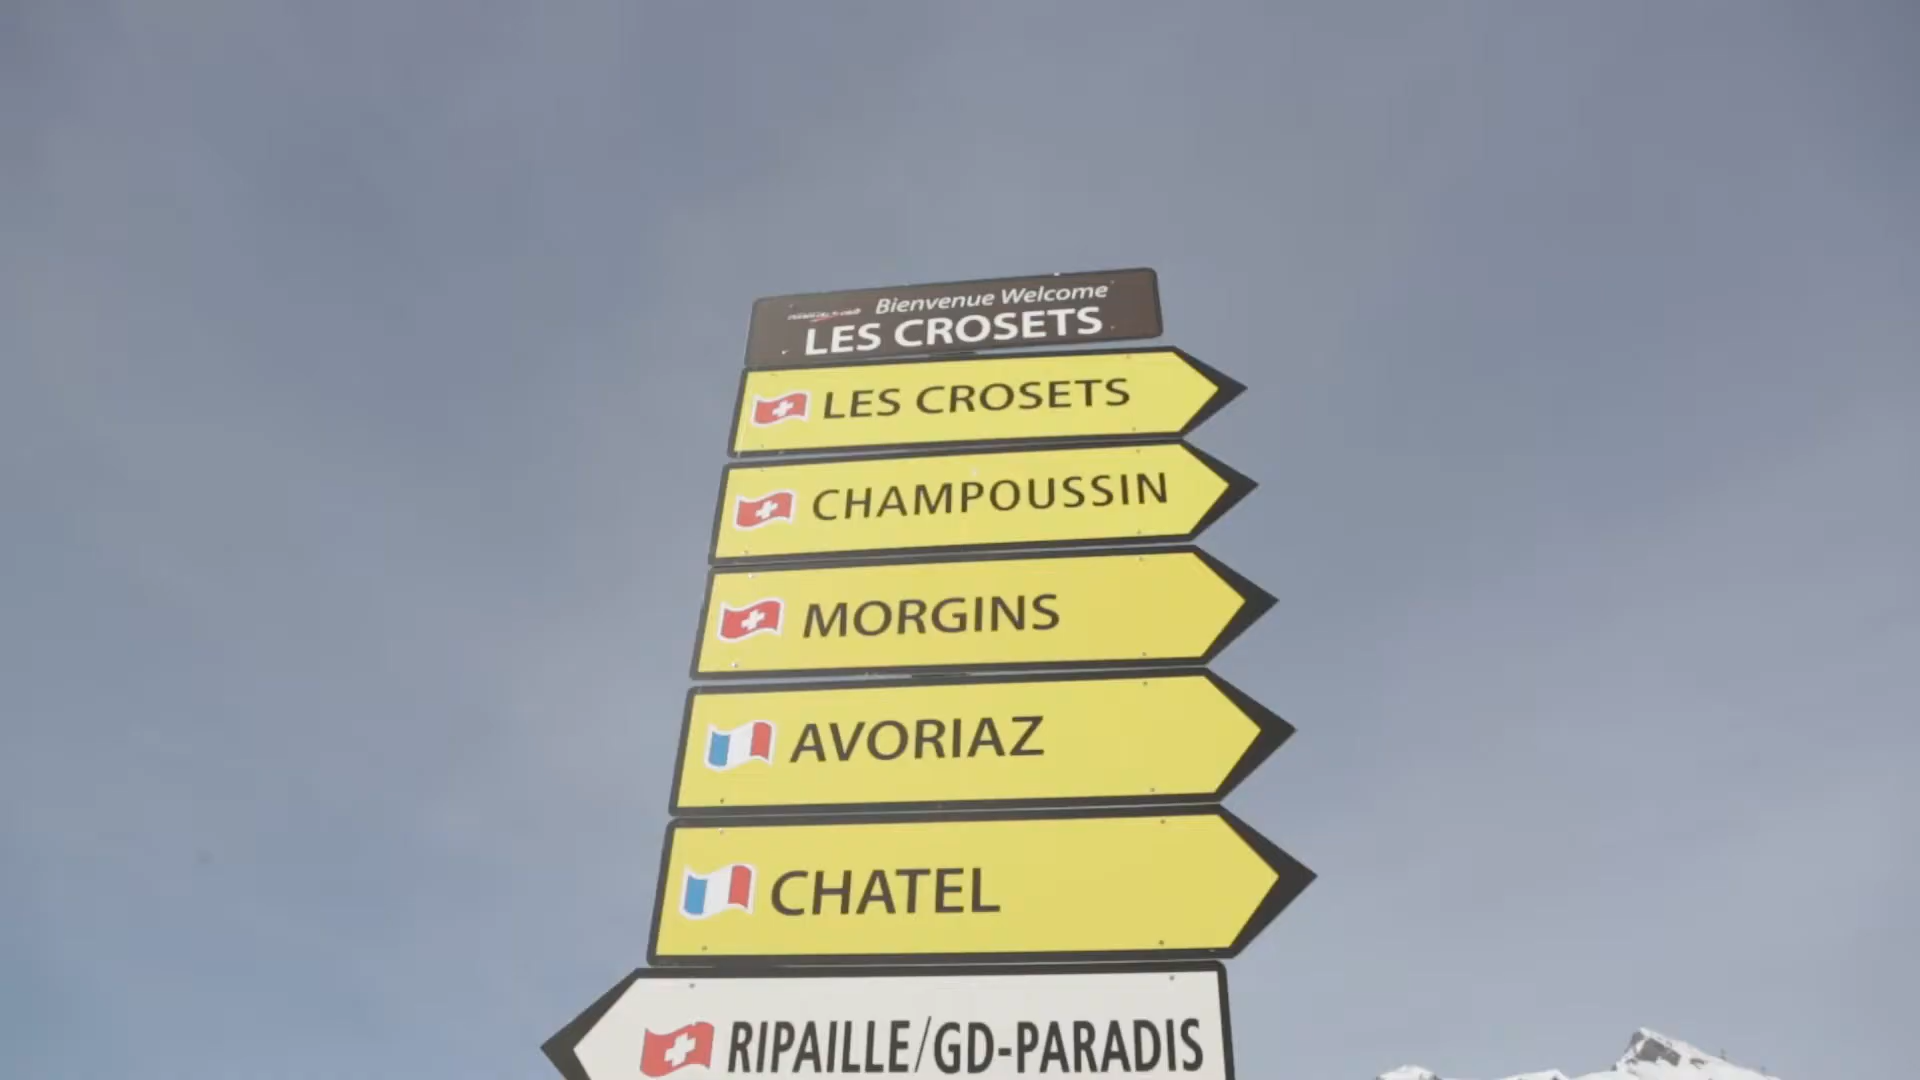 Bienvenue Welcome
LES CROSETS
LES CROSETS
CHAMPOUSSIN
MORGINS
AVORIAZ
CHATEL
RIPAILLE/GD-PARADIS